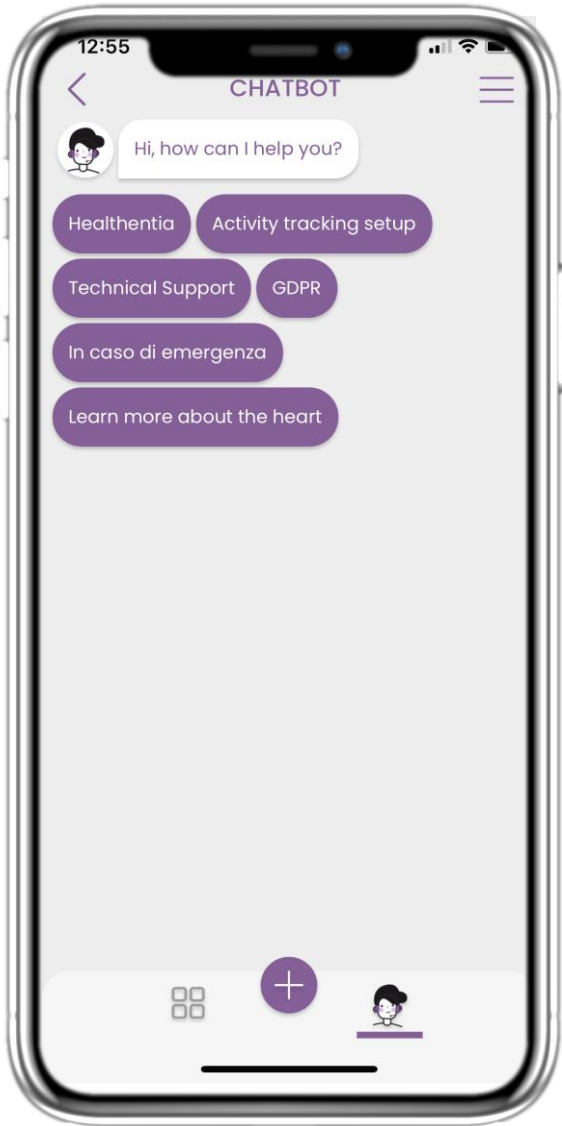 12:55
CHATBOT
Hi, how can I help you?
Healthentia Activity tracking setup
Technical Support GDPR
In caso di emergenza
Learn more about the heart